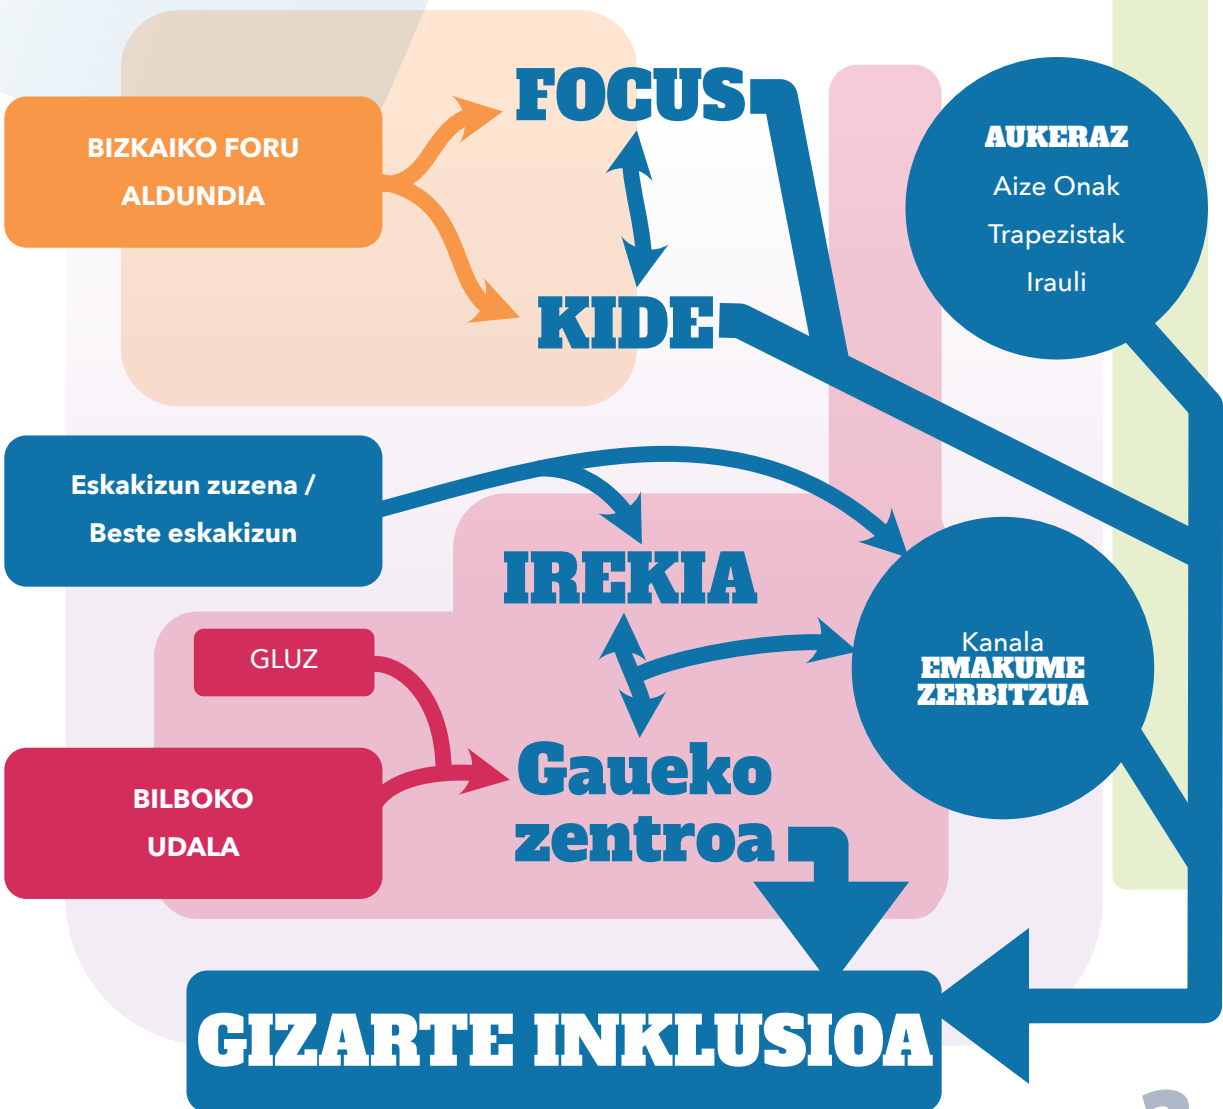 FOCUS
BIZKAIKO FORU
ALDUNDIA
KIDE
AUKERAZ
Aize Onak
Trapezistak
Irauli
Eskakizun zuzena /
Beste eskakizun
IREKIA
GLUZ
Kanala
EMAKUME
ZERBITZUA
BILBOKO
UDALA
Gaueko
zentroa
GIZARTE INKLUSIOA